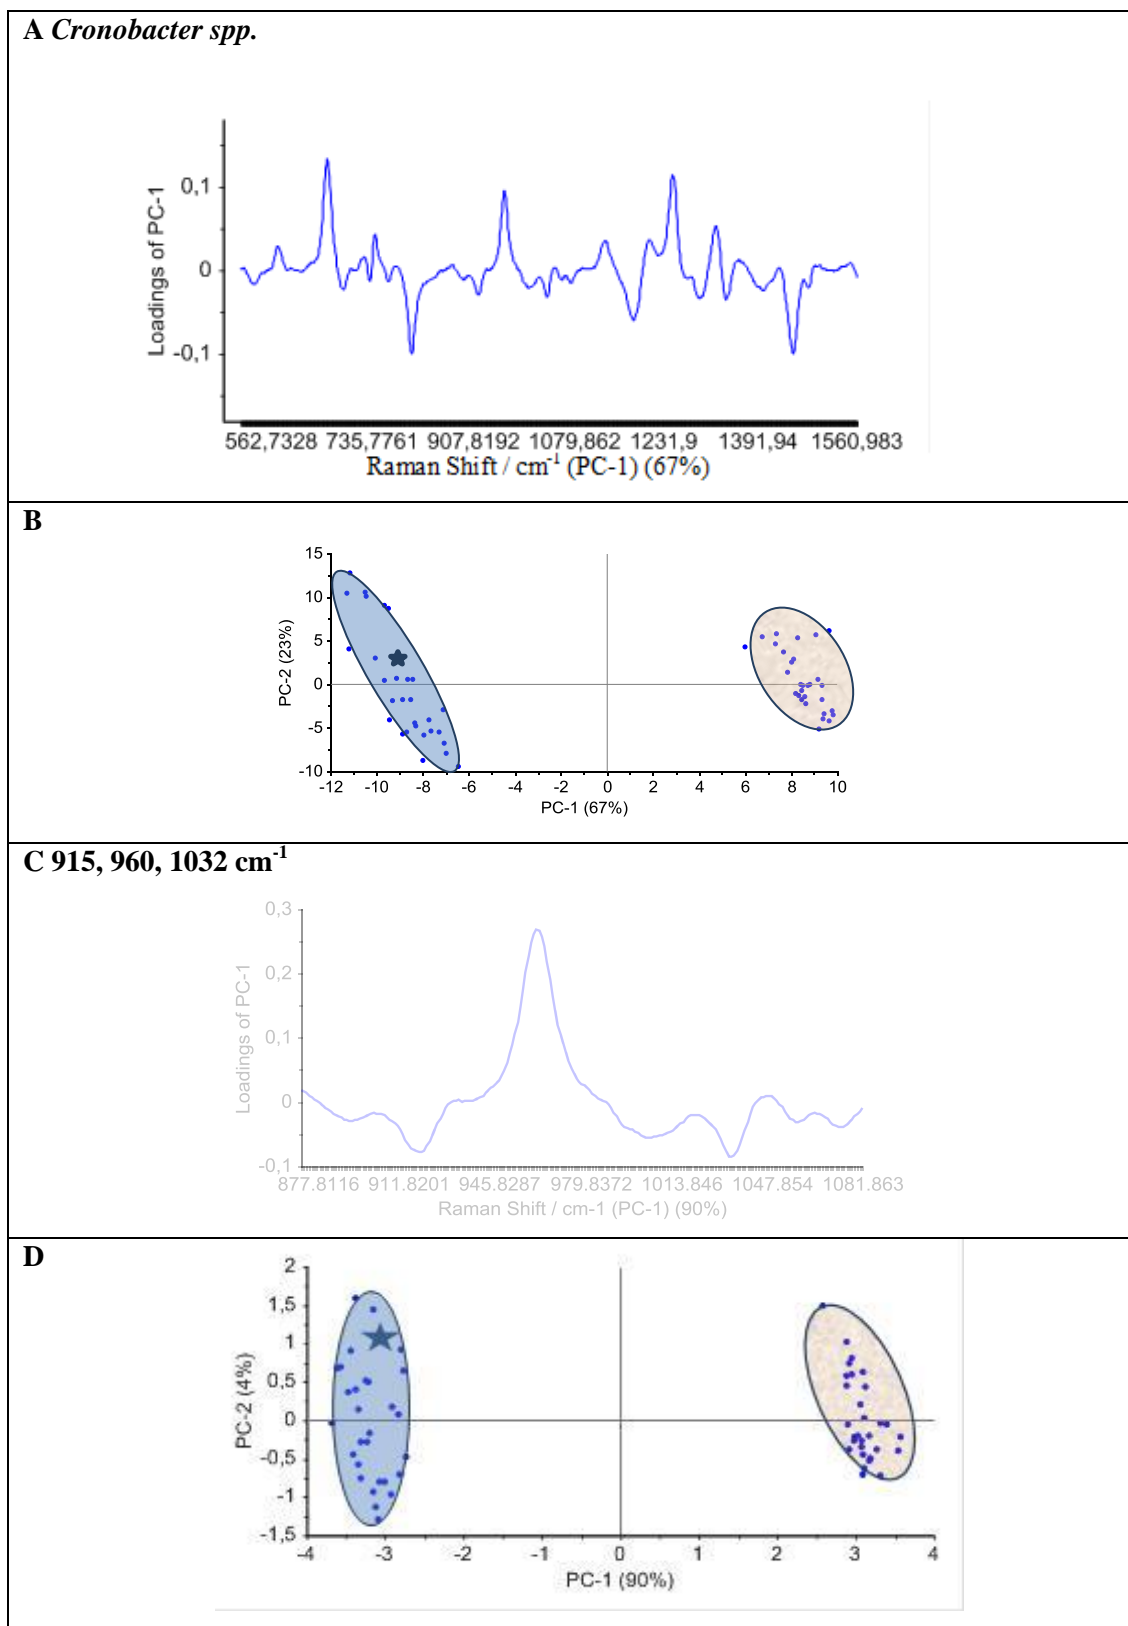 A Cronobacter spp.
Loadings of PC-1
0,1
0
-0,1
562,7328 735,7761 907,8192 1079,862 1231,9 1391,94 1560,983
Raman Shift / cm-1 (PC-1) (67%)
B
PC-2 (23%)
15
10
5
0
-5
-10
-12 -10 -8 -6 -4 -2 0 2 4 6 8 10
PC-1 (67%)
C 915, 960, 1032 cm-1
Loadings of PC-1
0,3
0,2
0,1
0
-0,1
877.8116 911.8201 945.8287 979.8372 1013.846 1047.854 1081.863
Raman Shift / cm-1 (PC-1) (90%)
D
PC-2 (4%)
2
1,5
1
0,5
0
-0,5
-1
-1,5
-4 -3 -2 -1 0 1 2 3 4
PC-1 (90%)